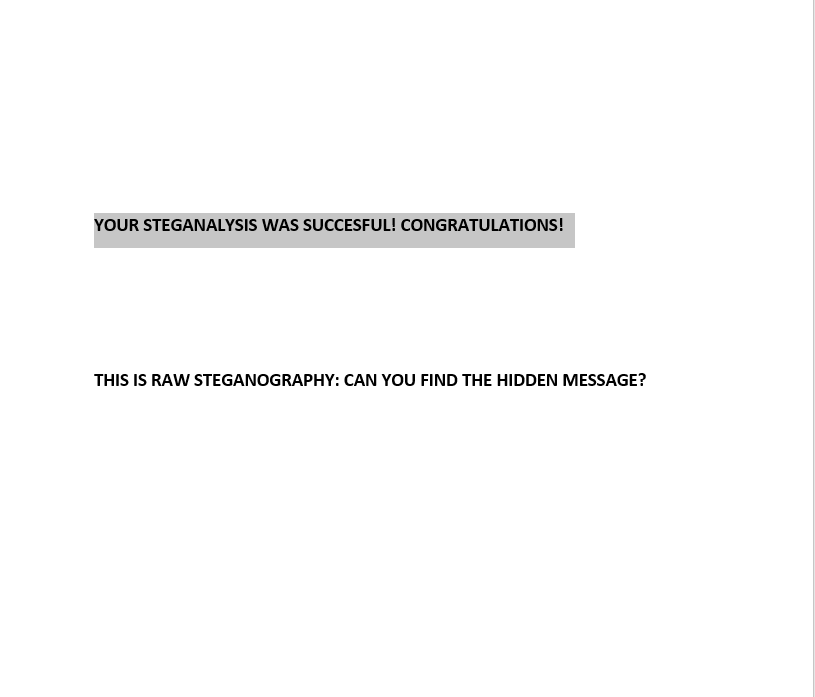 YOUR STEGANALYSIS WAS SUCCESFUL! CONGRATULATIONS!
THIS IS RAW STEGANOGRAPHY: CAN YOU FIND THE HIDDEN MESSAGE?